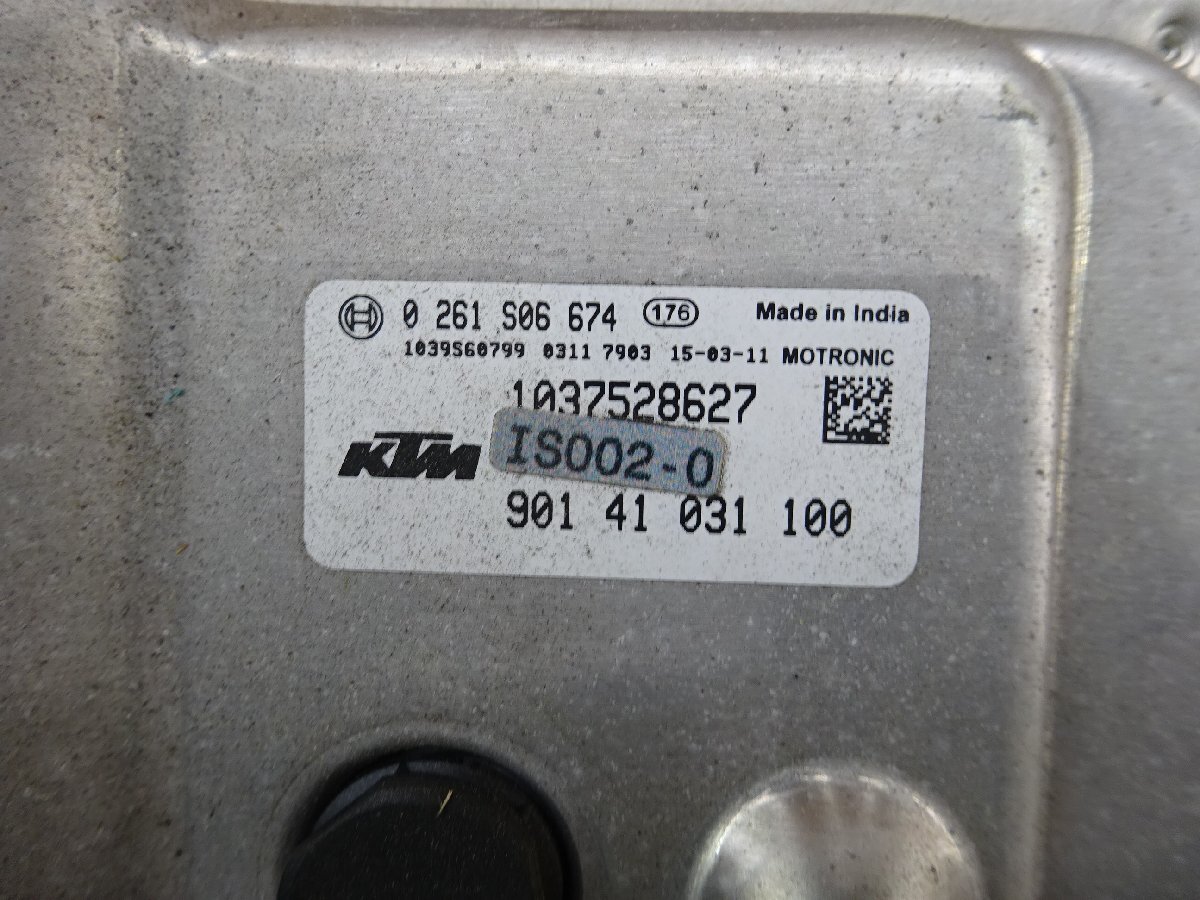 0 261 S06 674 176 Made in India
1039S60799 0311 7903 15-03-11 MOTRONIC
1037528627
KTM IS002-0
901 41 031 100